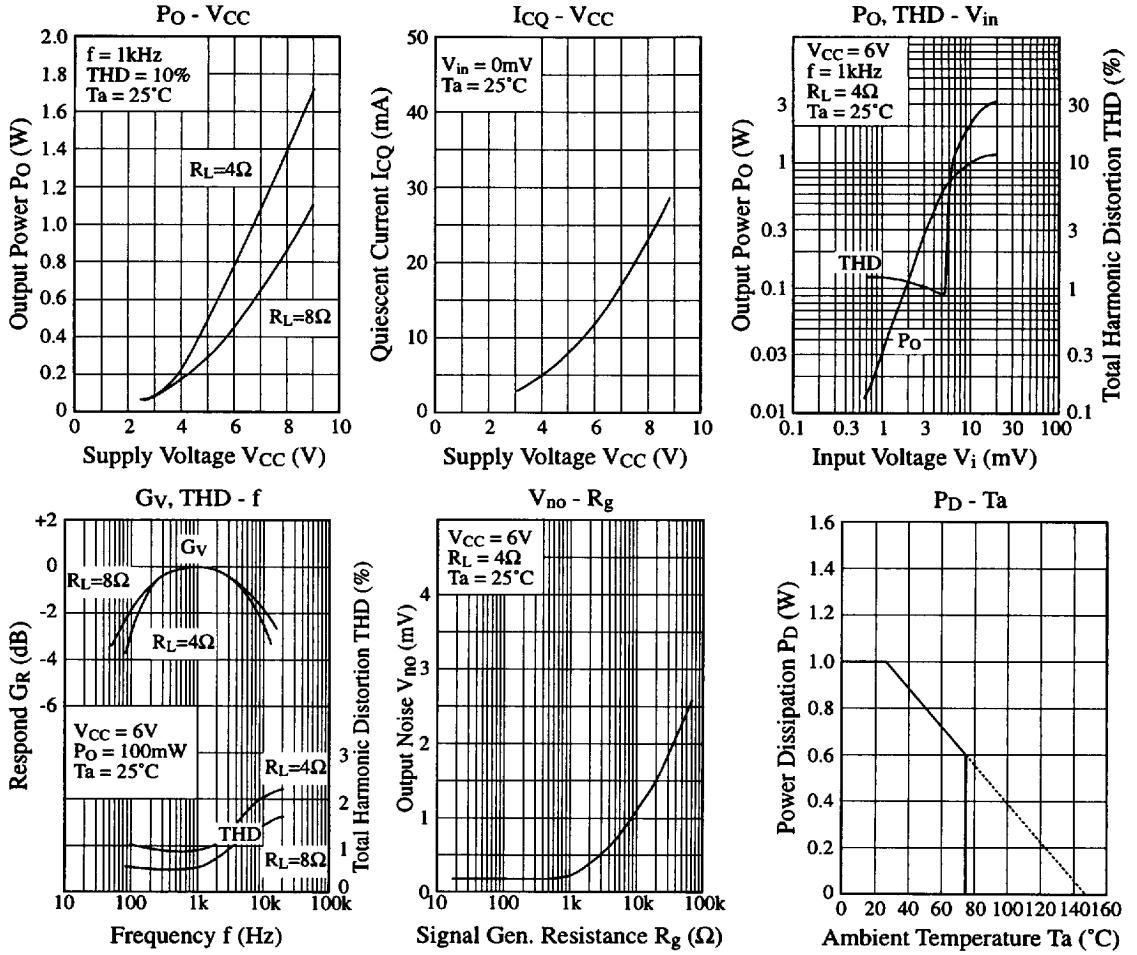 PO - VCC
2.0
1.8
1.6
1.4
1.2
1.0
0.8
0.6
0.4
0.2
0
f = 1kHz
THD = 10%
Ta = 25°C
RL=4Ω
RL=8Ω
Output Power PO (W)
0 2 4 6 8 10
Supply Voltage VCC (V)
ICQ - VCC
50
40
30
20
10
0
Vin = 0mV
Ta = 25°C
Quiescent Current ICQ (mA)
0 2 4 6 8 10
Supply Voltage VCC (V)
PO, THD - Vin
VCC = 6V
f = 1kHz
RL = 4Ω
Ta = 25°C
3
1
0.3
0.1
0.03
0.01
30
10
3
1
0.3
0.1
THD
PO
Output Power PO (W)
Total Harmonic Distortion THD (%)
0.1 0.3 1 3 10 30 100
Input Voltage Vi (mV)
GV, THD - f
+2
0
-2
-4
-6
GV
RL=8Ω
RL=4Ω
VCC = 6V
PO = 100mW
Ta = 25°C
3
2
1
0
RL=4Ω
THD
RL=8Ω
Respond GR (dB)
Total Harmonic Distortion THD (%)
10 100 1k 10k 100k
Frequency f (Hz)
Vno - Rg
VCC = 6V
RL = 4Ω
Ta = 25°C
4
3
2
1
0
Output Noise Vno (mV)
10 100 1k 10k 100k
Signal Gen. Resistance Rg (Ω)
PD - Ta
1.6
1.4
1.2
1.0
0.8
0.6
0.4
0.2
0
Power Dissipation PD (W)
0 20 40 60 80 100 120 140 160
Ambient Temperature Ta (°C)